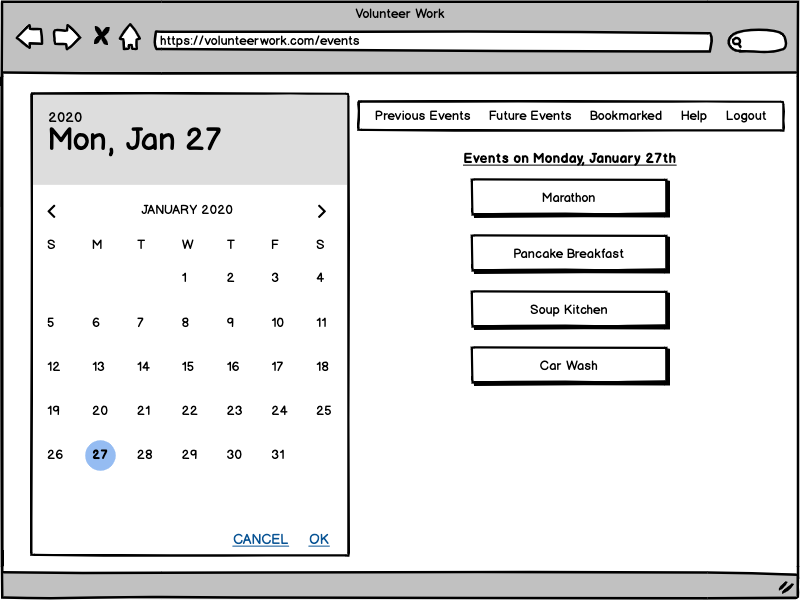 Volunteer Work
https://volunteerwork.com/events
2020
Mon, Jan 27
JANUARY 2020
S M T W T F S
1 2 3 4
5 6 7 8 9 10 11
12 13 14 15 16 17 18
19 20 21 22 23 24 25
26 27 28 29 30 31
CANCEL OK
Previous Events Future Events Bookmarked Help Logout
Events on Monday, January 27th
Marathon
Pancake Breakfast
Soup Kitchen
Car Wash